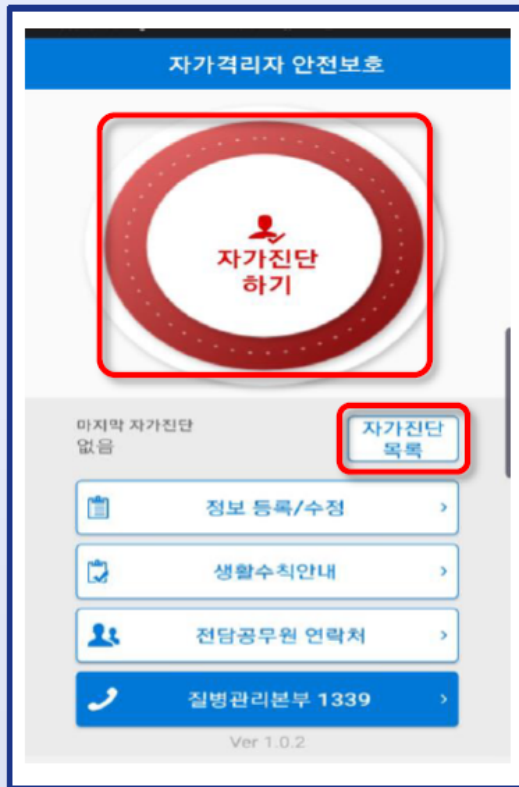 자가격리자 안전보호
자가진단
하기
마지막 자가진단
없음
자가진단
목록
정보 등록/수정
생활수칙안내
전담공무원 연락처
질병관리본부 1339
Ver 1.0.2